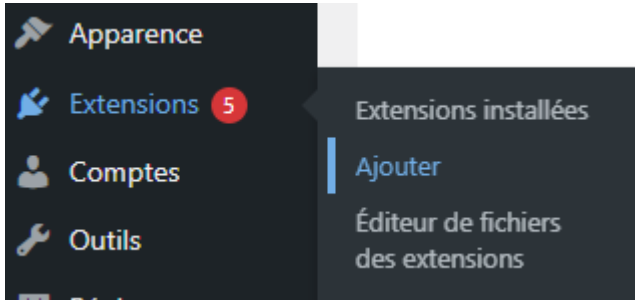 Apparence
Extensions 5
Comptes
Outils
Extensions installées
Ajouter
Éditeur de fichiers
des extensions